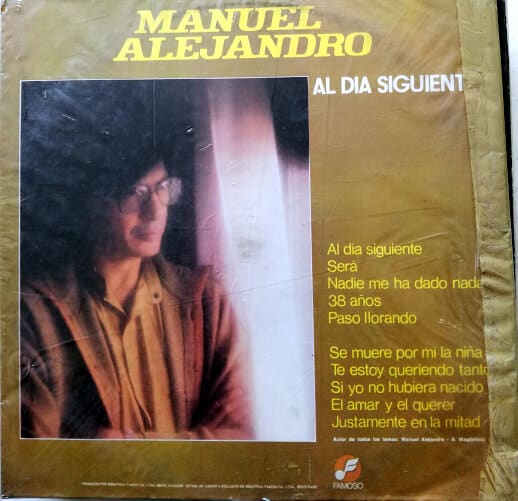 MANUEL
ALEJANDRO
AL DIA SIGUIENT
Al dia siguiente
Será
Nadie me ha dado nada
38 años
Paso llorando
Se muere por mi la niña
Te estoy queriendo tanto
Si yo no hubiera nacido
El amar y el querer
Justamente en la mitad
Autor de todos los temas: Manuel Alejandro - A. Magdalena
FAMOSO